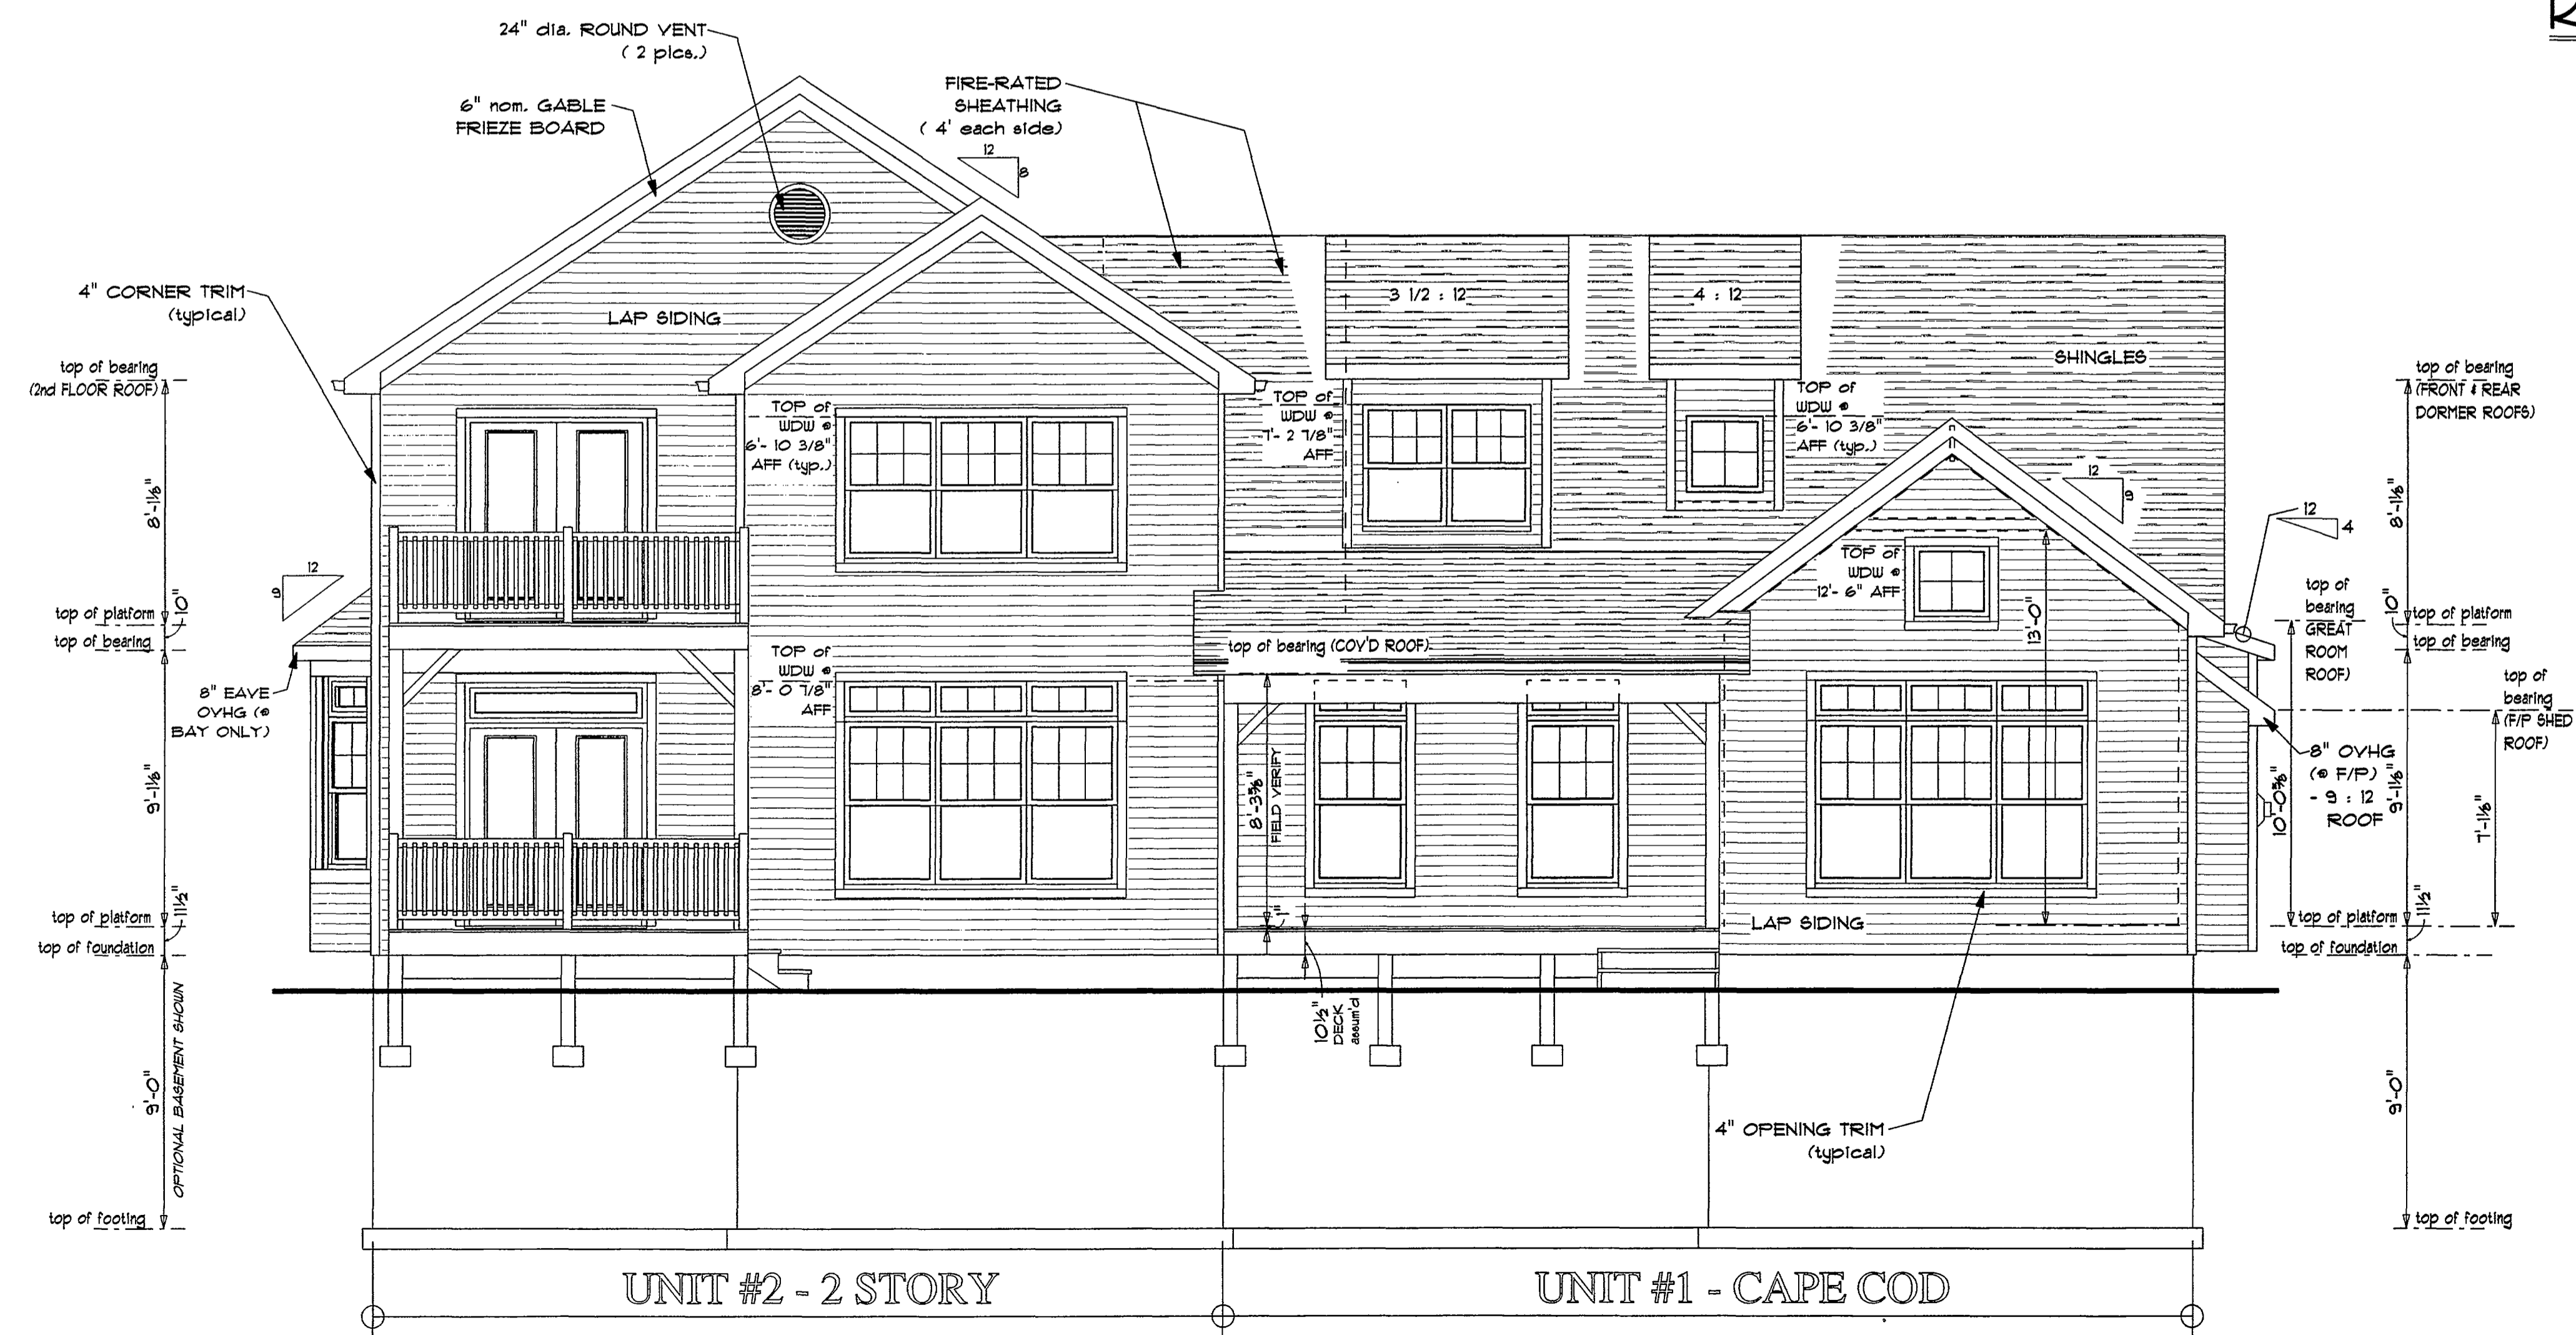 24" dia. ROUND VENT
( 2 plcs.)
6" nom. GABLE
FRIEZE BOARD
FIRE-RATED
SHEATHING
( 4' each side)
12
8
4" CORNER TRIM
(typical)
LAP SIDING
3 1/2 : 12
4 : 12
SHINGLES
top of bearing
(2nd FLOOR ROOF)
8'-1⅛"
top of platform
10"
top of bearing
9'-1⅛"
top of platform
11½"
top of foundation
9'-0"
OPTIONAL BASEMENT SHOWN
top of footing
12
9
8" EAVE
OVHG (@
BAY ONLY)
TOP of
WDW @
6'- 10 3/8"
AFF (typ.)
TOP of
WDW @
8'- 0 7/8"
AFF
TOP of
WDW @
7'- 2 7/8"
AFF
TOP of
WDW @
6'- 10 3/8"
AFF (typ.)
TOP of
WDW @
12'- 6" AFF
13'-0"
12
9
12
4
top of bearing (COV'D ROOF)
8'-3⅝"
FIELD VERIFY
1"
10½"
DECK
assum'd
LAP SIDING
4" OPENING TRIM
(typical)
top of
bearing
GREAT
ROOM
ROOF)
10'-0⅝"
top of bearing
(FRONT & REAR
DORMER ROOFS)
8'-1⅛"
10"
top of platform
top of bearing
top of
bearing
(F/P SHED
ROOF)
8" OVHG
(@ F/P)
- 9 : 12
ROOF
9'-1⅛"
7'-1⅛"
top of platform
11½"
top of foundation
9'-0"
top of footing
UNIT #2 - 2 STORY
UNIT #1 - CAPE COD